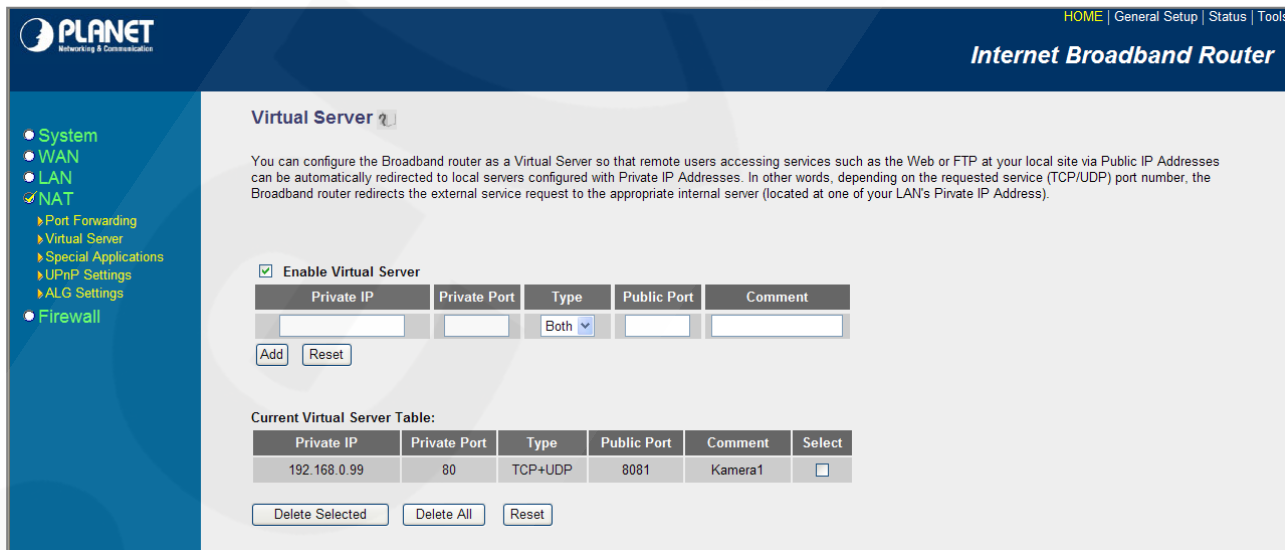 PLANET
Networking & Communication
HOME | General Setup | Status | Tools
Internet Broadband Router
System
WAN
LAN
NAT
Port Forwarding
Virtual Server
Special Applications
UPnP Settings
ALG Settings
Firewall
Virtual Server
You can configure the Broadband router as a Virtual Server so that remote users accessing services such as the Web or FTP at your local site via Public IP Addresses
can be automatically redirected to local servers configured with Private IP Addresses. In other words, depending on the requested service (TCP/UDP) port number, the
Broadband router redirects the external service request to the appropriate internal server (located at one of your LAN's Private IP Address).
Enable Virtual Server
Private IP Private Port Type Public Port Comment
Both
Add Reset
Current Virtual Server Table:
Private IP Private Port Type Public Port Comment Select
192.168.0.99 80 TCP+UDP 8081 Kamera1
Delete Selected Delete All Reset